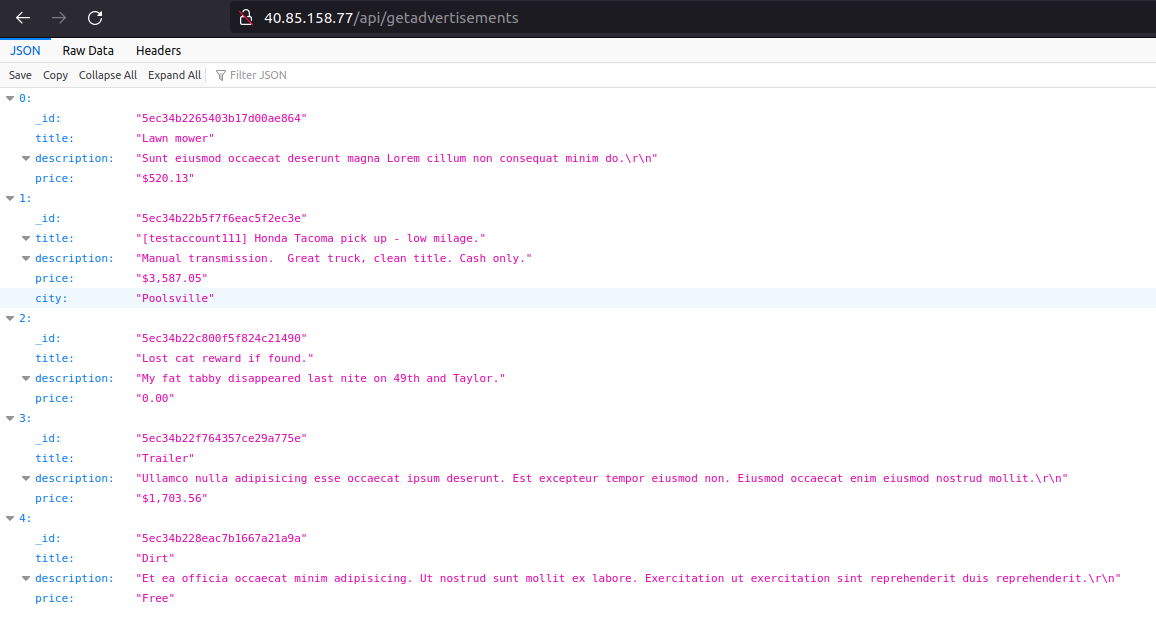 40.85.158.77/api/getadvertisements
JSON Raw Data Headers
Save Copy Collapse All Expand All Filter JSON
0:
_id: "5ec34b2265403b17d00ae864"
title: "Lawn mower"
description: "Sunt eiusmod occaecat deserunt magna Lorem cillum non consequat minim do.\r\n"
price: "$520.13"
1:
_id: "5ec34b22b5f7f6eac5f2ec3e"
title: "[testaccount111] Honda Tacoma pick up - low milage."
description: "Manual transmission.  Great truck, clean title. Cash only."
price: "$3,587.05"
city: "Poolsville"
2:
_id: "5ec34b22c800f5f824c21490"
title: "Lost cat reward if found."
description: "My fat tabby disappeared last nite on 49th and Taylor."
price: "0.00"
3:
_id: "5ec34b22f764357ce29a775e"
title: "Trailer"
description: "Ullamco nulla adipisicing esse occaecat ipsum deserunt. Est excepteur tempor eiusmod non. Eiusmod occaecat enim eiusmod nostrud mollit.\r\n"
price: "$1,703.56"
4:
_id: "5ec34b228eac7b1667a21a9a"
title: "Dirt"
description: "Et ea officia occaecat minim adipisicing. Ut nostrud sunt mollit ex labore. Exercitation ut exercitation sint reprehenderit duis reprehenderit.\r\n"
price: "Free"